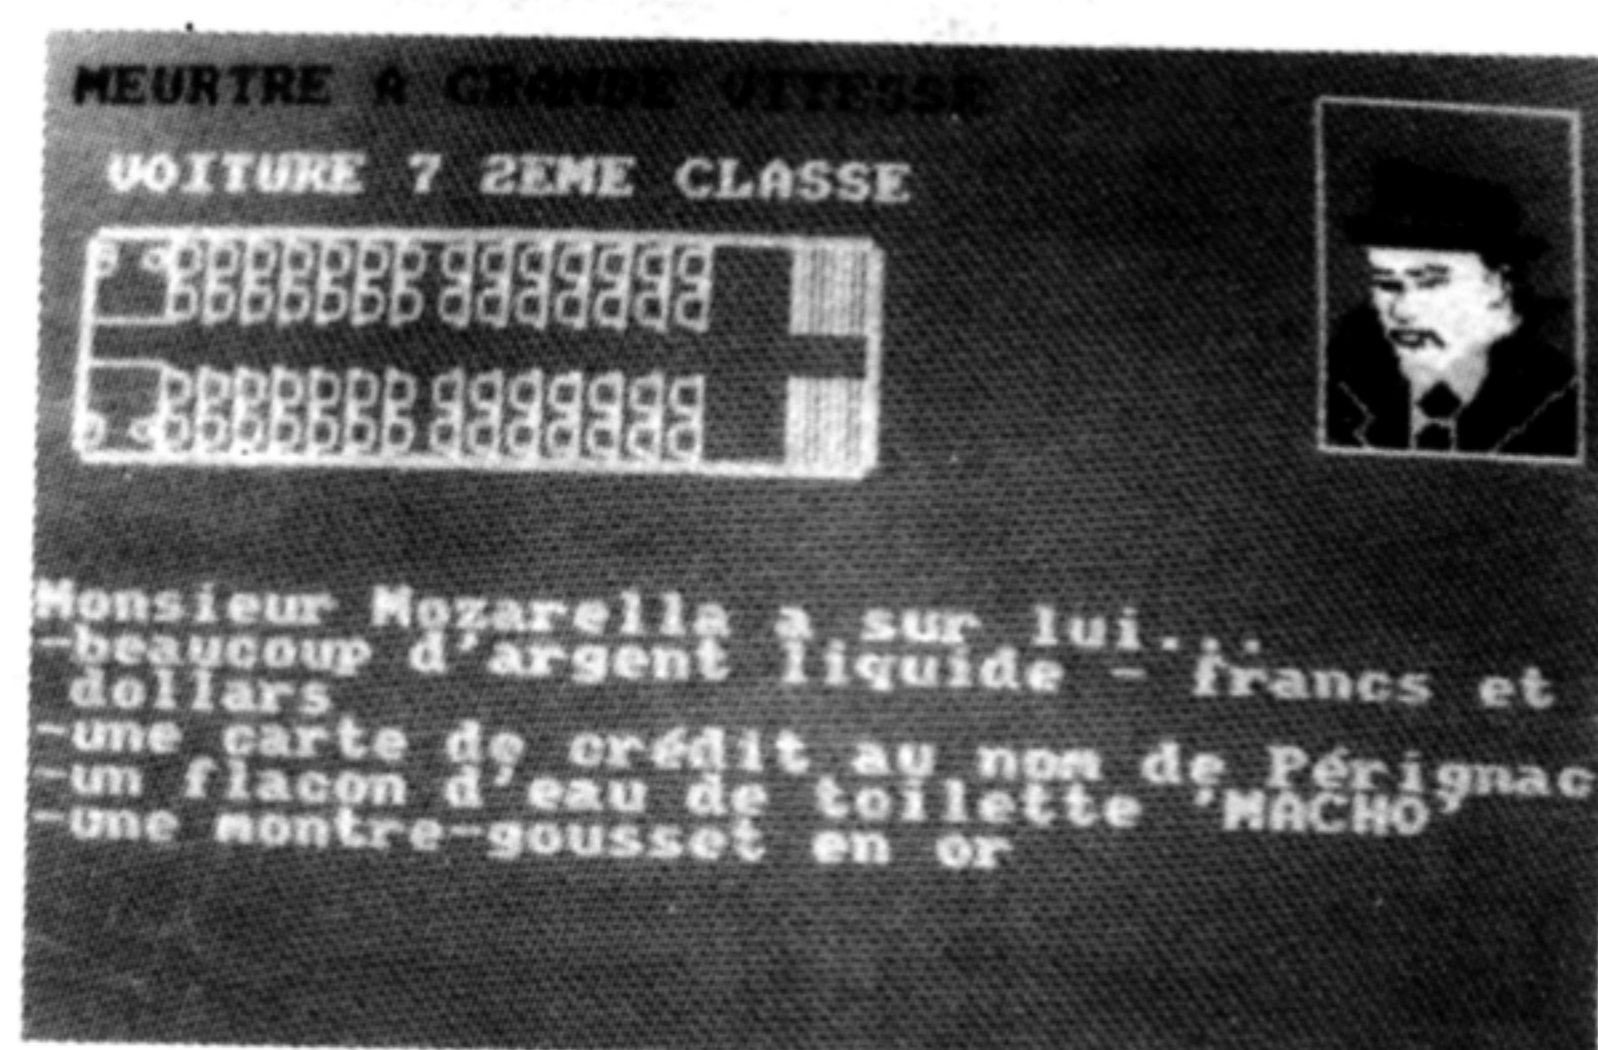 MEURTRE A GRANDE VITESSE
VOITURE 7 2EME CLASSE
Monsieur Mozarella a sur lui...
-beaucoup d'argent liquide - francs et
dollars
-une carte de crédit au nom de Pérignac
-un flacon d'eau de toilette 'MACHO'
-une montre-gousset en or